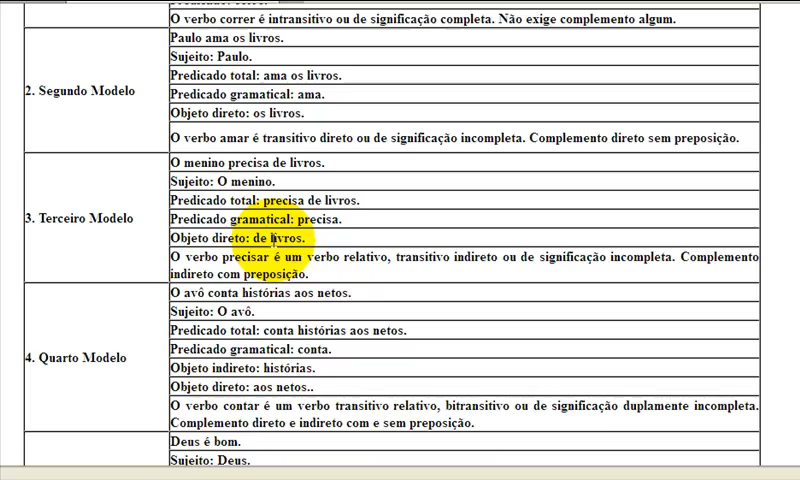 O verbo correr é intransitivo ou de significação completa. Não exige complemento algum.
2. Segundo Modelo
Paulo ama os livros.
Sujeito: Paulo.
Predicado total: ama os livros.
Predicado gramatical: ama.
Objeto direto: os livros.
O verbo amar é transitivo direto ou de significação incompleta. Complemento direto sem preposição.
3. Terceiro Modelo
O menino precisa de livros.
Sujeito: O menino.
Predicado total: precisa de livros.
Predicado gramatical: precisa.
Objeto direto: de livros.
O verbo precisar é um verbo relativo, transitivo indireto ou de significação incompleta. Complemento
indireto com preposição.
4. Quarto Modelo
O avô conta histórias aos netos.
Sujeito: O avô.
Predicado total: conta histórias aos netos.
Predicado gramatical: conta.
Objeto indireto: histórias.
Objeto direto: aos netos..
O verbo contar é um verbo transitivo relativo, bitransitivo ou de significação duplamente incompleta.
Complemento direto e indireto com e sem preposição.
Deus é bom.
Sujeito: Deus.